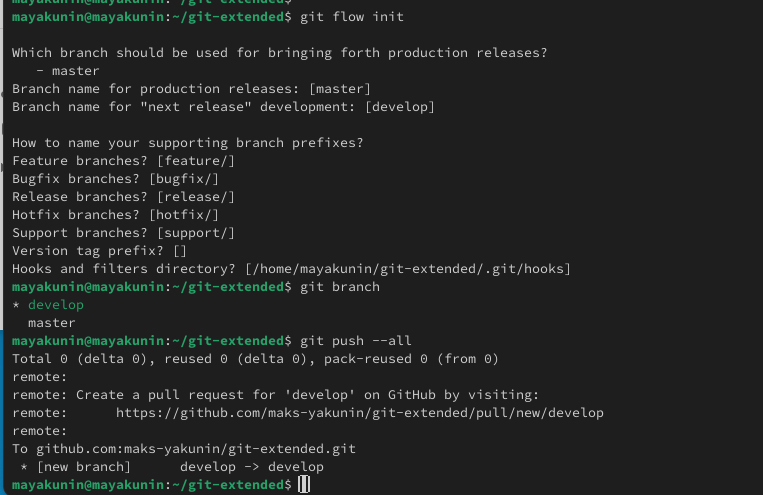 mayakunin@mayakunin:~/git-extended$
mayakunin@mayakunin:~/git-extended$ git flow init

Which branch should be used for bringing forth production releases?
   - master
Branch name for production releases: [master]
Branch name for "next release" development: [develop]

How to name your supporting branch prefixes?
Feature branches? [feature/]
Bugfix branches? [bugfix/]
Release branches? [release/]
Hotfix branches? [hotfix/]
Support branches? [support/]
Version tag prefix? []
Hooks and filters directory? [/home/mayakunin/git-extended/.git/hooks]
mayakunin@mayakunin:~/git-extended$ git branch
* develop
  master
mayakunin@mayakunin:~/git-extended$ git push --all
Total 0 (delta 0), reused 0 (delta 0), pack-reused 0 (from 0)
remote:
remote: Create a pull request for 'develop' on GitHub by visiting:
remote:      https://github.com/maks-yakunin/git-extended/pull/new/develop
remote:
To github.com:maks-yakunin/git-extended.git
 * [new branch]      develop -> develop
mayakunin@mayakunin:~/git-extended$